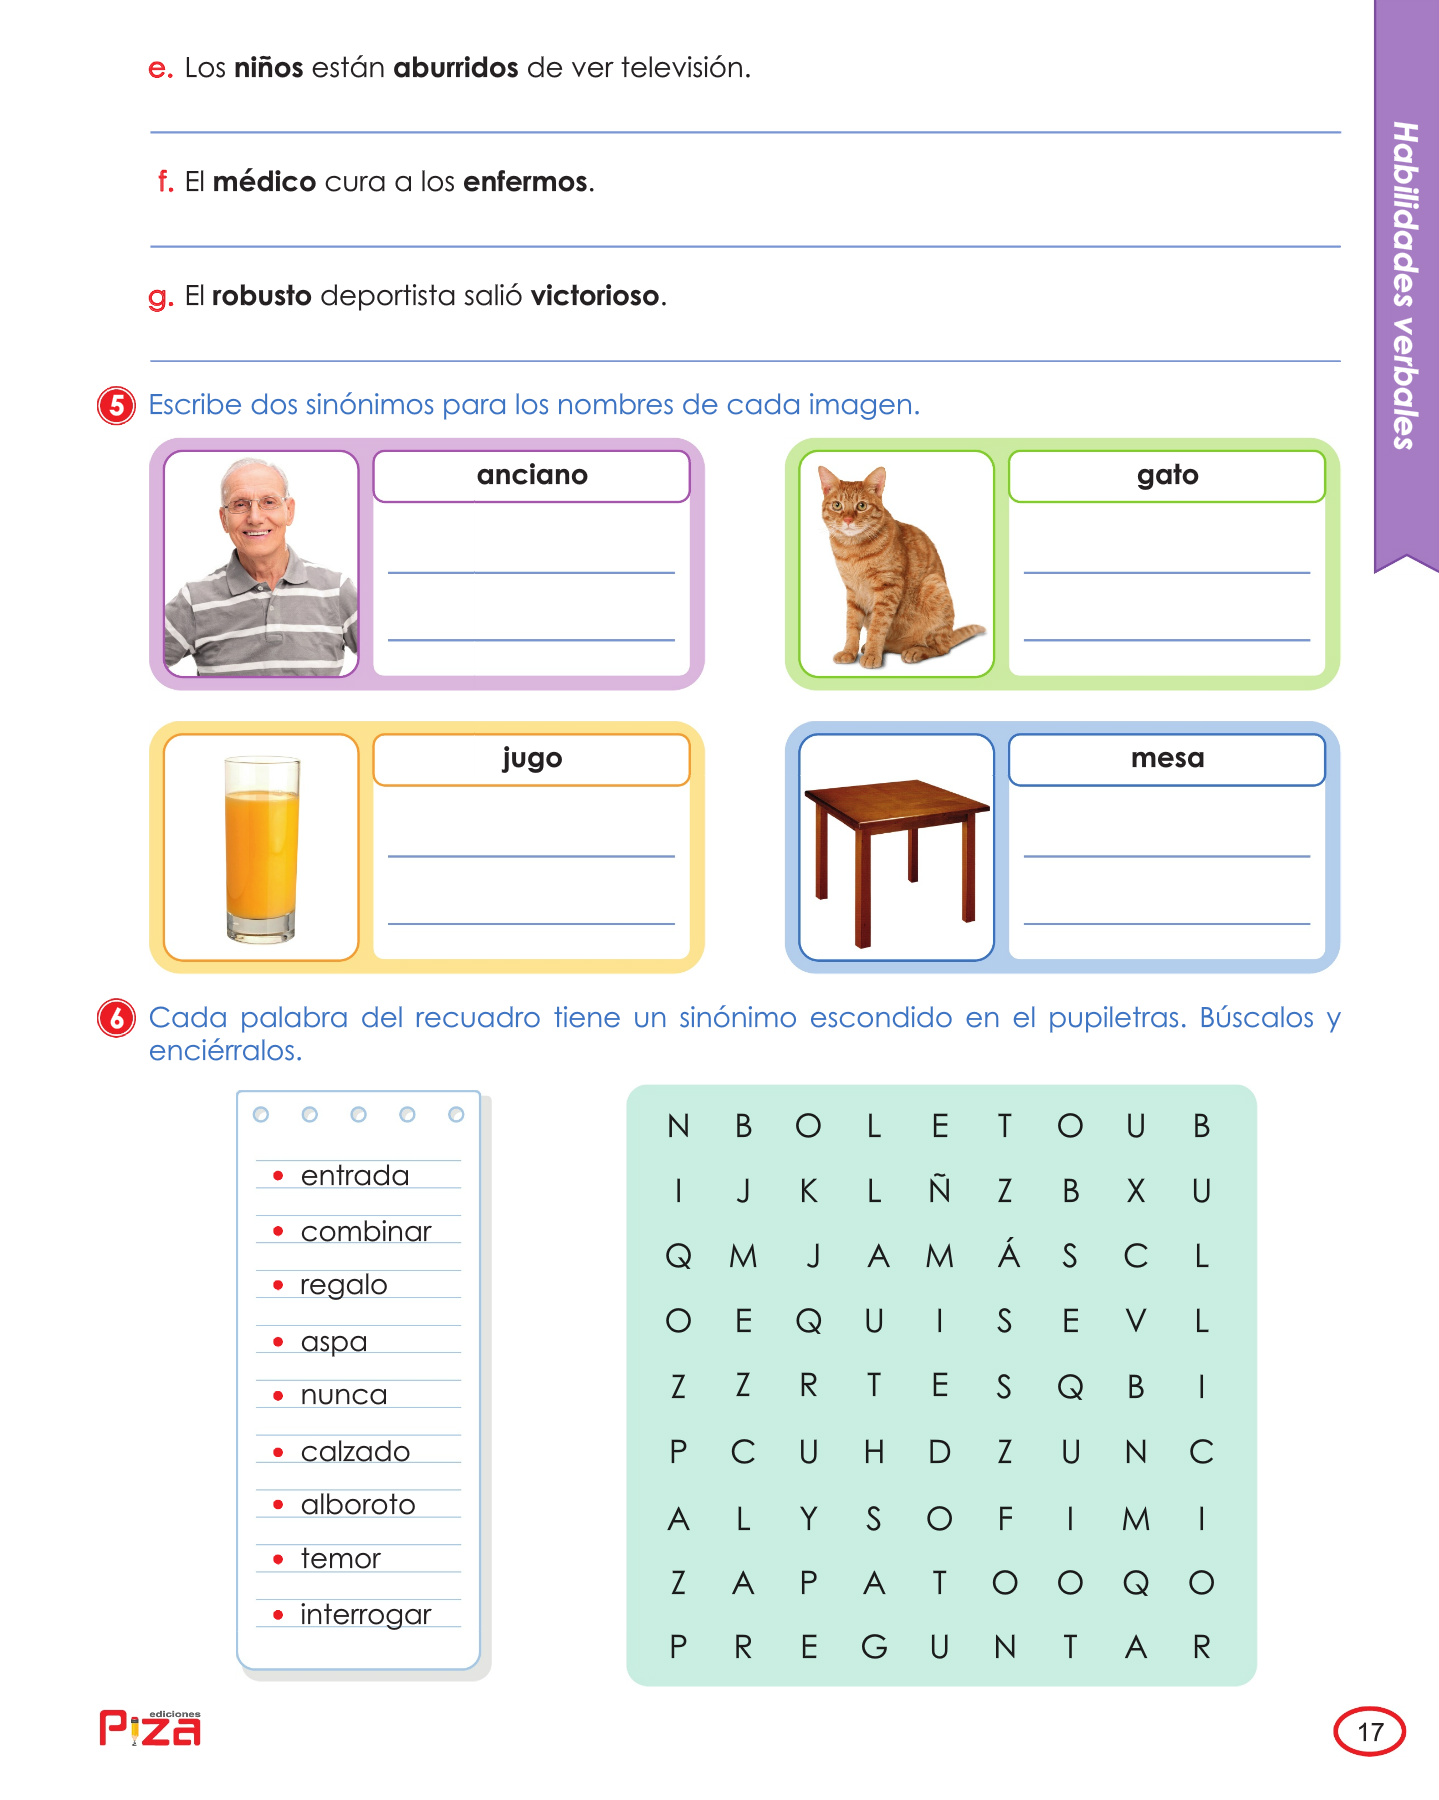 e. Los niños están aburridos de ver televisión.
f. El médico cura a los enfermos.
g. El robusto deportista salió victorioso.
Habilidades verbales
5 Escribe dos sinónimos para los nombres de cada imagen.
anciano
gato
jugo
mesa
6 Cada palabra del recuadro tiene un sinónimo escondido en el pupiletras. Búscalos y
enciérralos.
• entrada
• combinar
• regalo
• aspa
• nunca
• calzado
• alboroto
• temor
• interrogar
N B O L E T O U B
I J K L Ñ Z B X U
Q M J A M Á S C L
O E Q U I S E V L
Z Z R T E S Q B I
P C U H D Z U N C
A L Y S O F I M I
Z A P A T O O Q O
P R E G U N T A R
ediciones
Piza
17